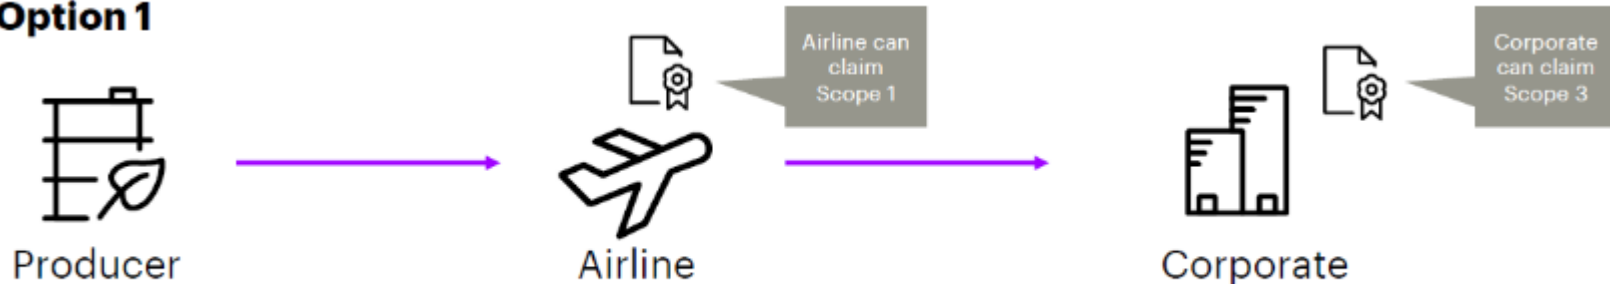 Option 1
Airline can
claim
Scope 1
Corporate
can claim
Scope 3
Producer
Airline
Corporate